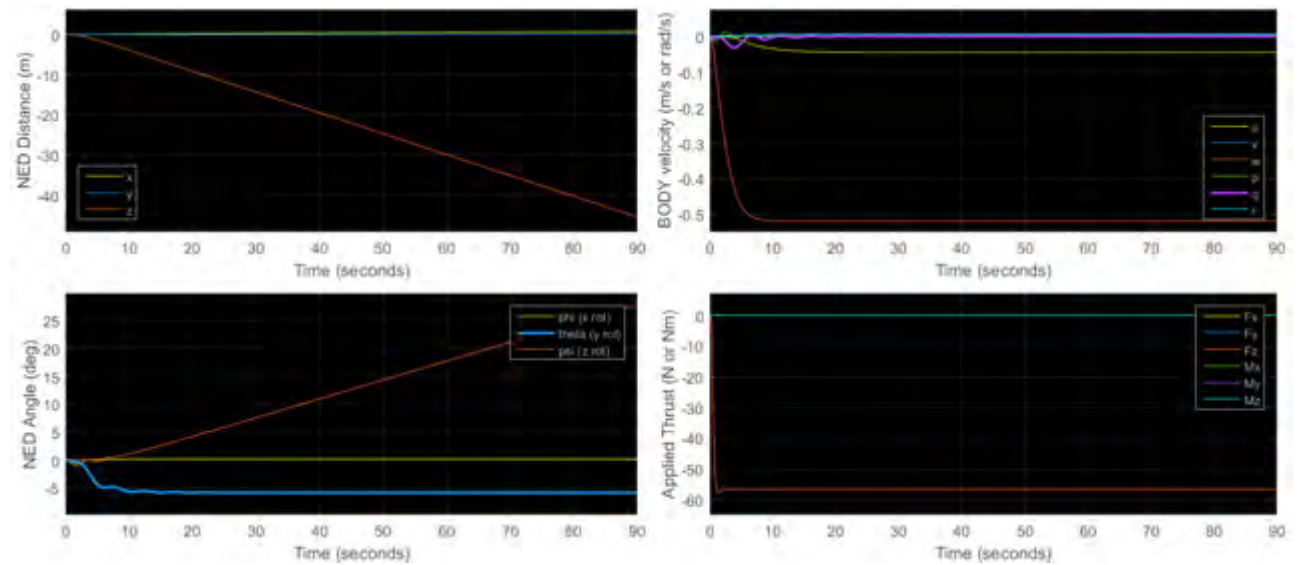 NED Distance (m)
0
-10
-20
-30
-40
x
y
z
0 10 20 30 40 50 60 70 80 90
Time (seconds)
BODY velocity (m/s or rad/s)
0
-0.1
-0.2
-0.3
-0.4
-0.5
u
v
w
p
q
r
0 10 20 30 40 50 60 70 80 90
Time (seconds)
NED Angle (deg)
25
20
15
10
5
0
-5
phi (x rot)
theta (y rot)
psi (z rot)
0 10 20 30 40 50 60 70 80 90
Time (seconds)
Applied Thrust (N or Nm)
0
-10
-20
-30
-40
-50
-60
Fx
Fy
Fz
Mx
My
Mz
0 10 20 30 40 50 60 70 80 90
Time (seconds)